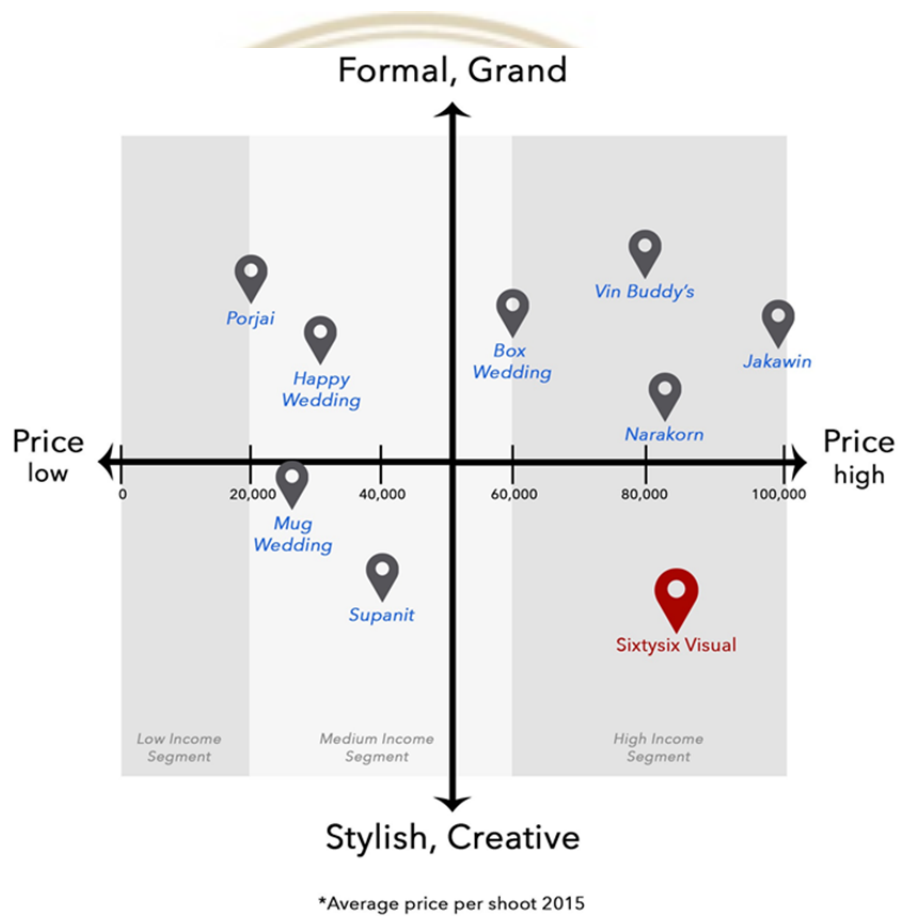 Formal, Grand
Vin Buddy's
Porjai
Box
Wedding
Jakawin
Happy
Wedding
Narakorn
Price
low
Price
high
0
20,000
40,000
60,000
80,000
100,000
Mug
Wedding
Supanit
Sixtysix Visual
Low Income
Segment
Medium Income
Segment
High Income
Segment
Stylish, Creative
*Average price per shoot 2015